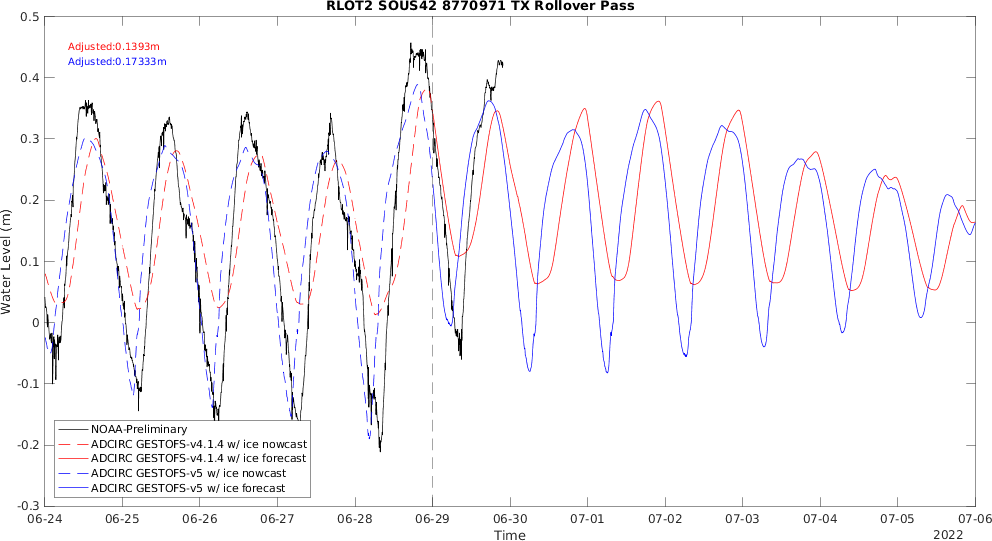 RLOT2 SOUS42 8770971 TX Rollover Pass
0.5
0.4
0.3
0.2
0.1
0
-0.1
-0.2
-0.3
Water Level (m)
Adjusted:0.1393m
Adjusted:0.17333m
NOAA-Preliminary
ADCIRC GESTOFS-v4.1.4 w/ ice nowcast
ADCIRC GESTOFS-v4.1.4 w/ ice forecast
ADCIRC GESTOFS-v5 w/ ice nowcast
ADCIRC GESTOFS-v5 w/ ice forecast
06-24 06-25 06-26 06-27 06-28 06-29 06-30 07-01 07-02 07-03 07-04 07-05 07-06
Time
2022